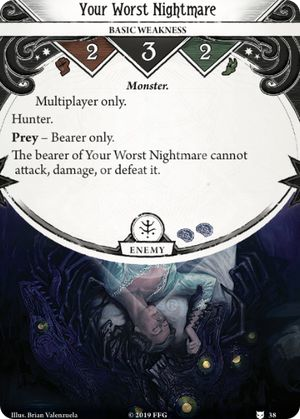 Your Worst Nightmare
BASIC WEAKNESS
2 3 2
Monster.
Multiplayer only.
Hunter.
Prey – Bearer only.
The bearer of Your Worst Nightmare cannot
attack, damage, or defeat it.
ENEMY
Illus. Brian Valenzuela © 2019 FFG 38